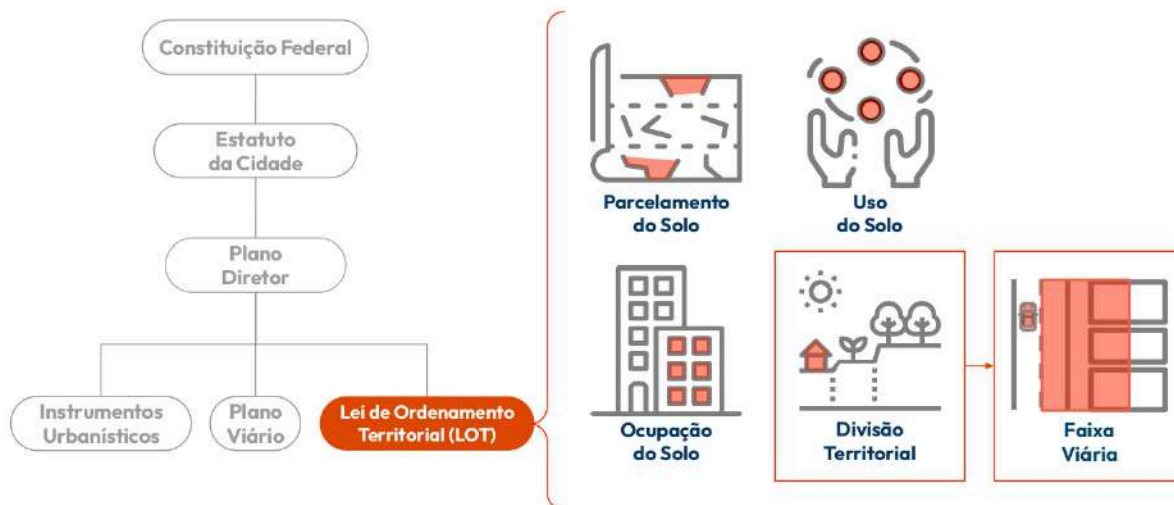 Constituição Federal
Estatuto
da Cidade
Plano
Diretor
Instrumentos
Urbanísticos
Plano
Viário
Lei de Ordenamento
Territorial (LOT)
Parcelamento
do Solo
Uso
do Solo
Ocupação
do Solo
Divisão
Territorial
Faixa
Viária